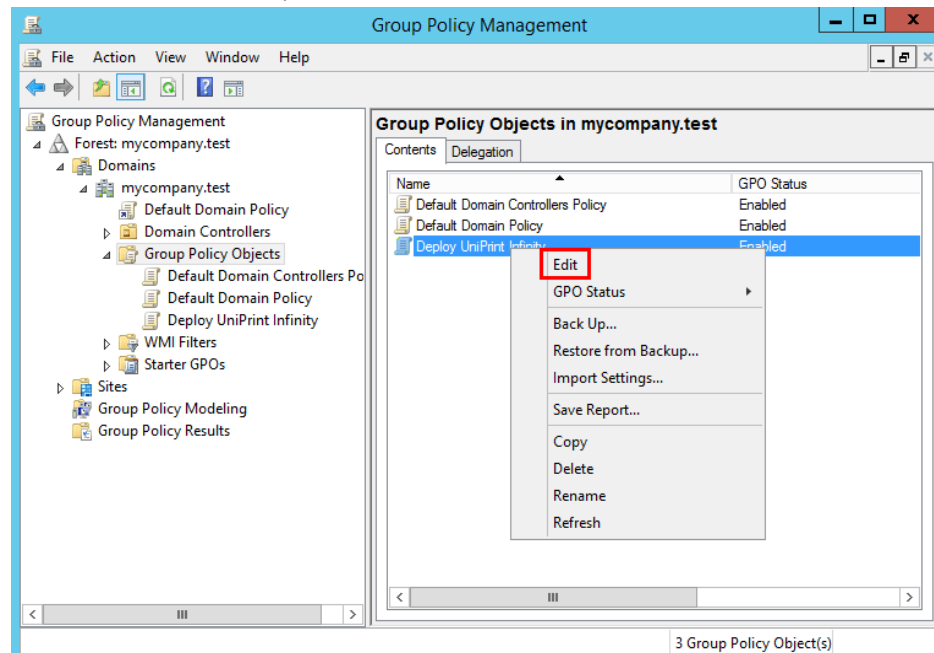 Group Policy Management
File Action View Window Help
Group Policy Management
Forest: mycompany.test
Domains
mycompany.test
Default Domain Policy
Domain Controllers
Group Policy Objects
Default Domain Controllers Po
Default Domain Policy
Deploy UniPrint Infinity
WMI Filters
Starter GPOs
Sites
Group Policy Modeling
Group Policy Results
Group Policy Objects in mycompany.test
Contents Delegation
Name GPO Status
Default Domain Controllers Policy Enabled
Default Domain Policy Enabled
Deploy UniPrint Infinity Enabled
Edit
GPO Status
Back Up...
Restore from Backup...
Import Settings...
Save Report...
Copy
Delete
Rename
Refresh
3 Group Policy Object(s)